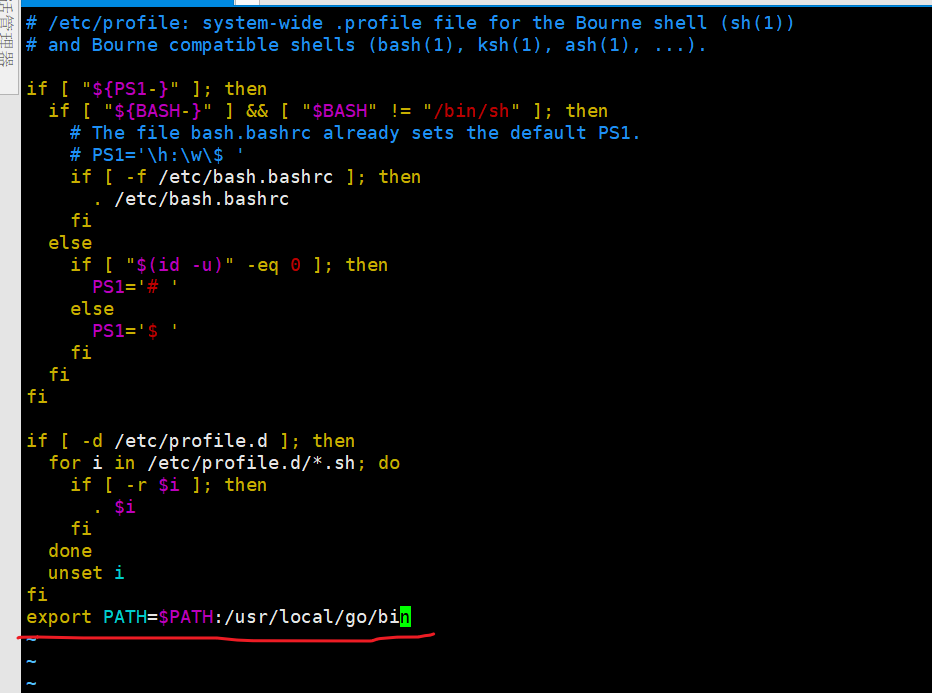 话管理器
# /etc/profile: system-wide .profile file for the Bourne shell (sh(1))
# and Bourne compatible shells (bash(1), ksh(1), ash(1), ...).
if [ "${PS1-}" ]; then
  if [ "${BASH-}" ] && [ "$BASH" != "/bin/sh" ]; then
    # The file bash.bashrc already sets the default PS1.
    # PS1='\h:\w\$ '
    if [ -f /etc/bash.bashrc ]; then
      . /etc/bash.bashrc
    fi
  else
    if [ "$(id -u)" -eq 0 ]; then
      PS1='# '
    else
      PS1='$ '
    fi
  fi
fi
if [ -d /etc/profile.d ]; then
  for i in /etc/profile.d/*.sh; do
    if [ -r $i ]; then
      . $i
    fi
  done
  unset i
fi
export PATH=$PATH:/usr/local/go/bin
~
~
~